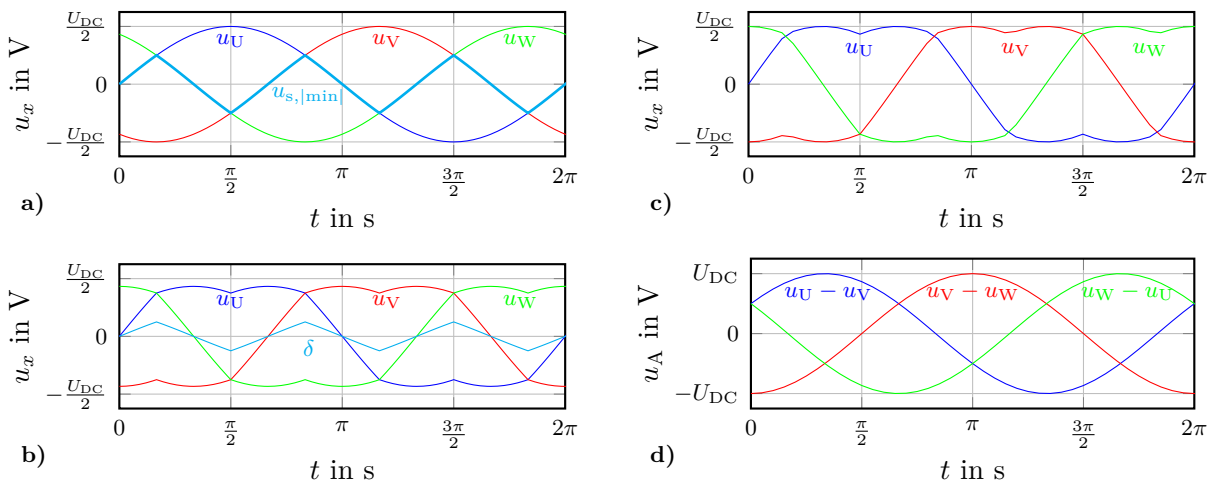 U_DC/2
0
−U_DC/2
u_x in V
u_U
u_V
u_W
u_s,|min|
0
π/2
π
3π/2
2π
t in s
a)
U_DC/2
0
−U_DC/2
u_x in V
u_U
u_V
u_W
0
π/2
π
3π/2
2π
t in s
c)
U_DC/2
0
−U_DC/2
u_x in V
u_U
u_V
u_W
δ
0
π/2
π
3π/2
2π
t in s
b)
U_DC
0
−U_DC
u_A in V
u_U − u_V
u_V − u_W
u_W − u_U
0
π/2
π
3π/2
2π
t in s
d)